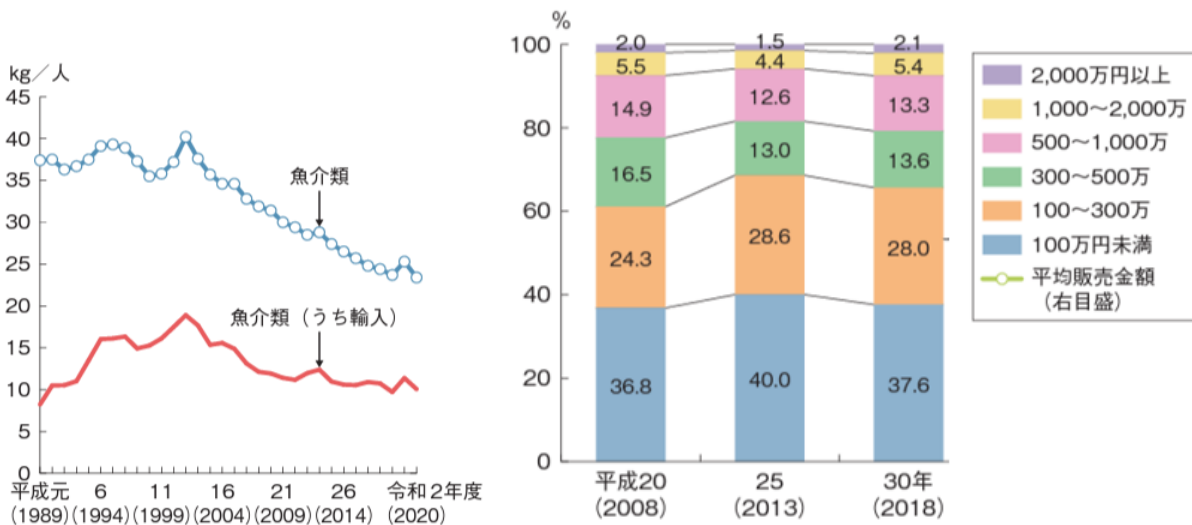 kg／人
45
40
35
30
25
20
15
10
5
0
魚介類
魚介類（うち輸入）
平成元 6 11 16 21 26 令和２年度
(1989) (1994) (1999) (2004) (2009) (2014) (2020)
%
100
80
60
40
20
0
2.0 1.5 2.1
5.5 4.4 5.4
14.9 12.6 13.3
16.5 13.0 13.6
24.3 28.6 28.0
36.8 40.0 37.6
平成20 25 30年
(2008) (2013) (2018)
2,000万円以上
1,000～2,000万
500～1,000万
300～500万
100～300万
100万円未満
平均販売金額
（右目盛）